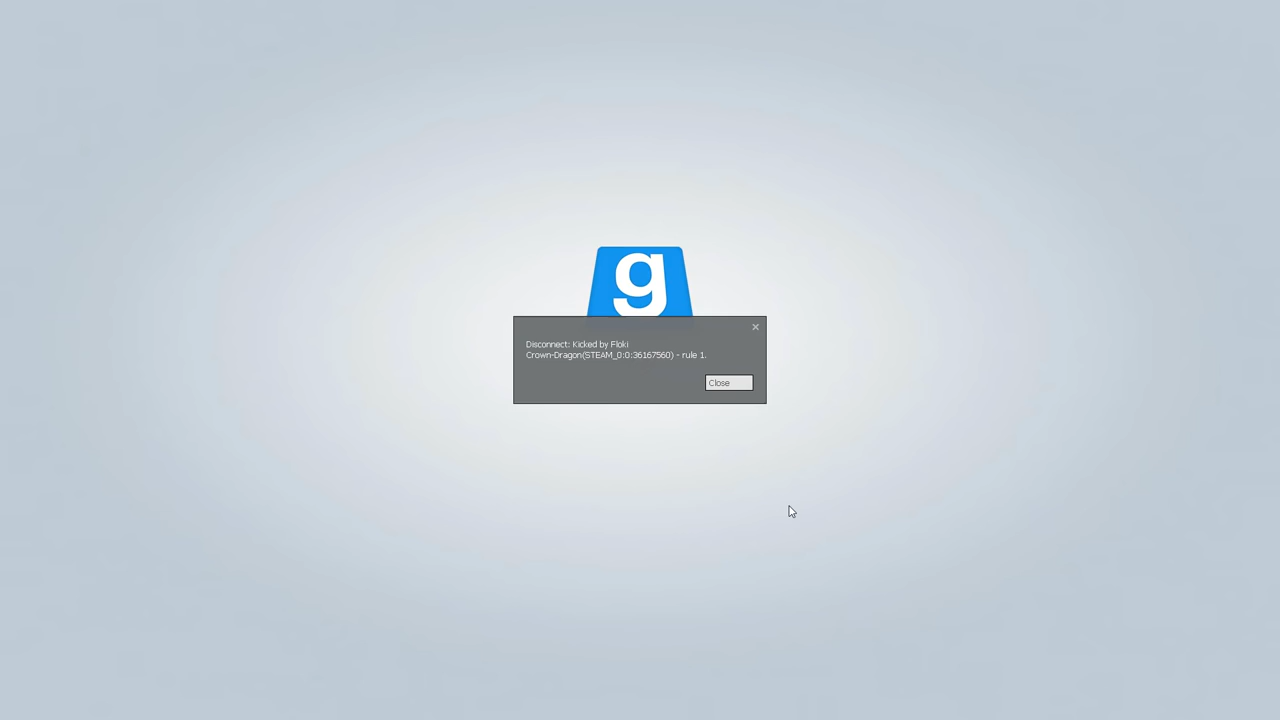 g
Disconnect: Kicked by Floki
Crown-Dragon(STEAM_0:0:36167560) - rule 1.
Close